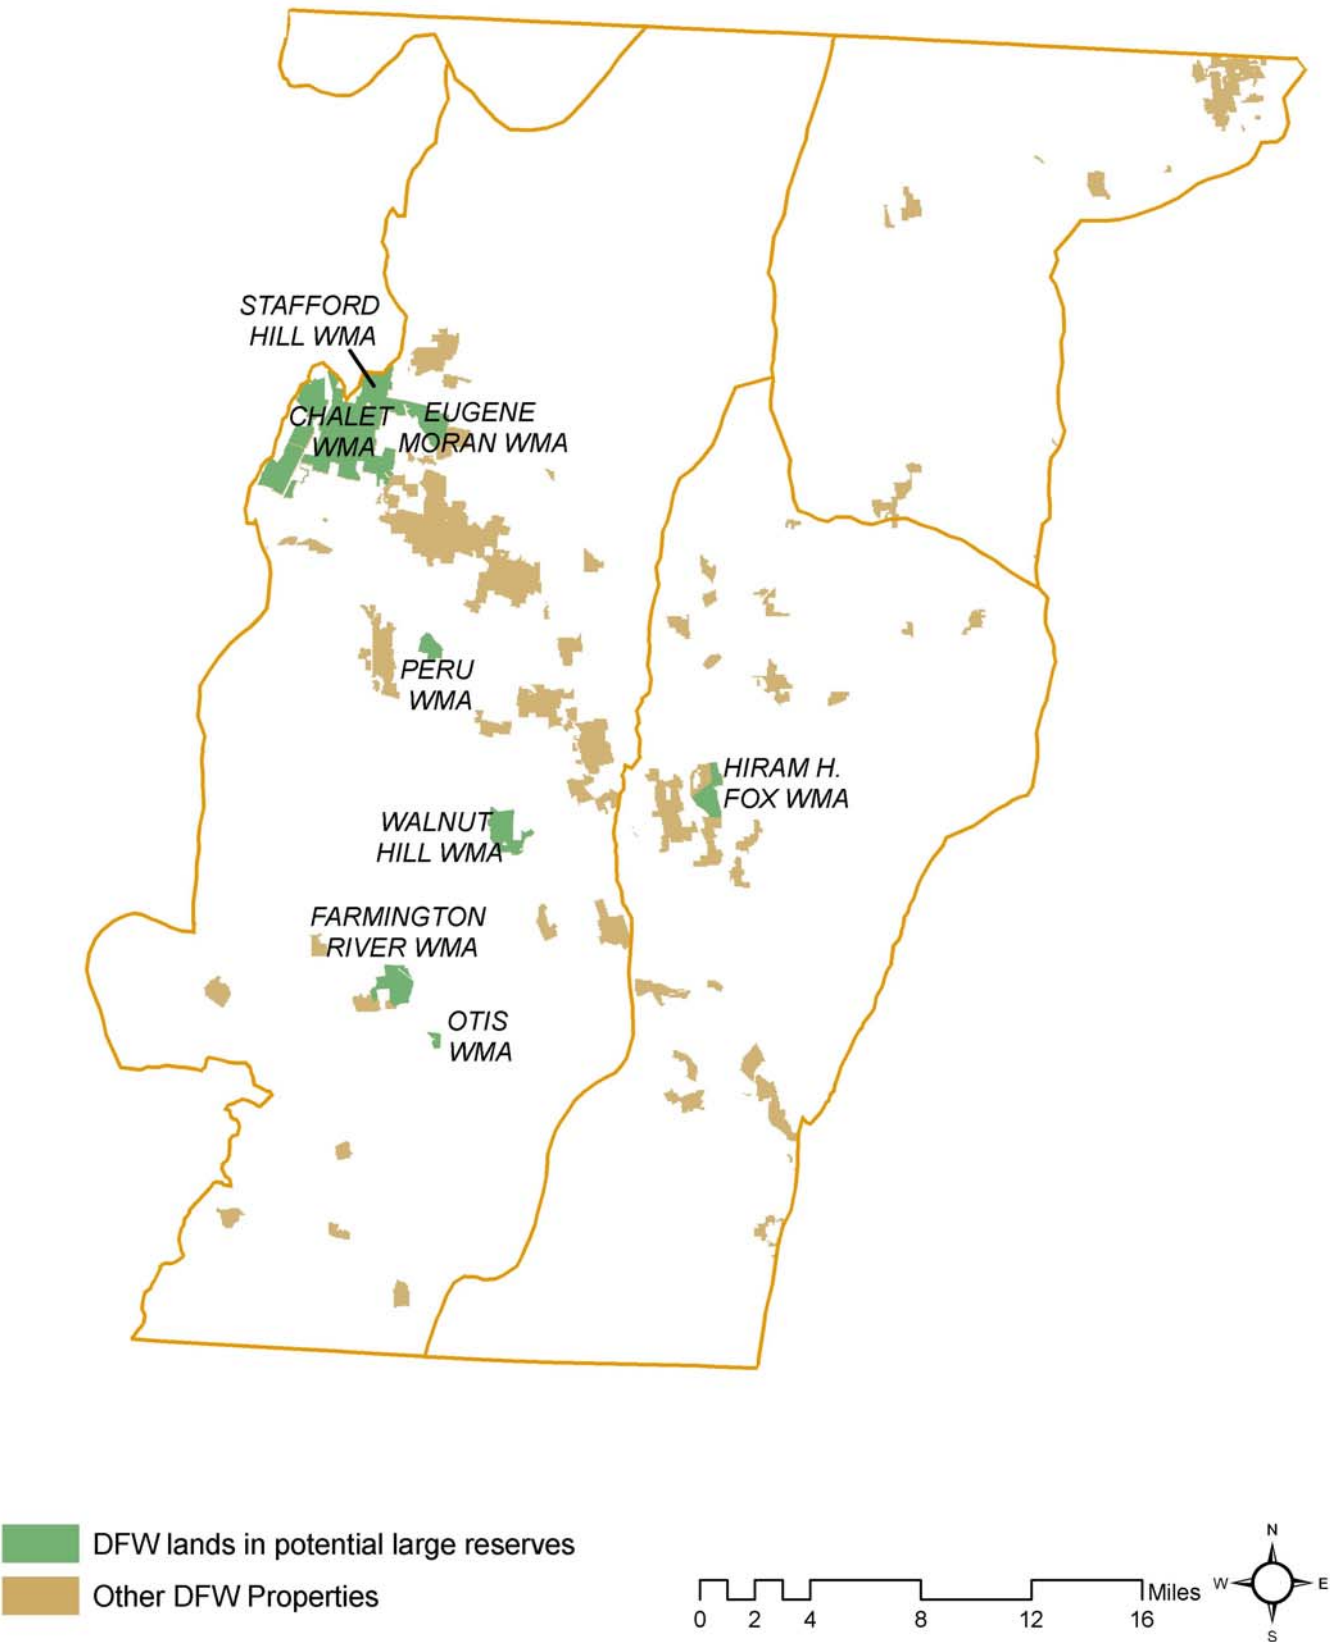 STAFFORD
HILL WMA
CHALET
WMA
EUGENE
MORAN WMA
PERU
WMA
HIRAM H.
FOX WMA
WALNUT
HILL WMA
FARMINGTON
RIVER WMA
OTIS
WMA
DFW lands in potential large reserves
Other DFW Properties
0 2 4 8 12 16 Miles
N
W E
S